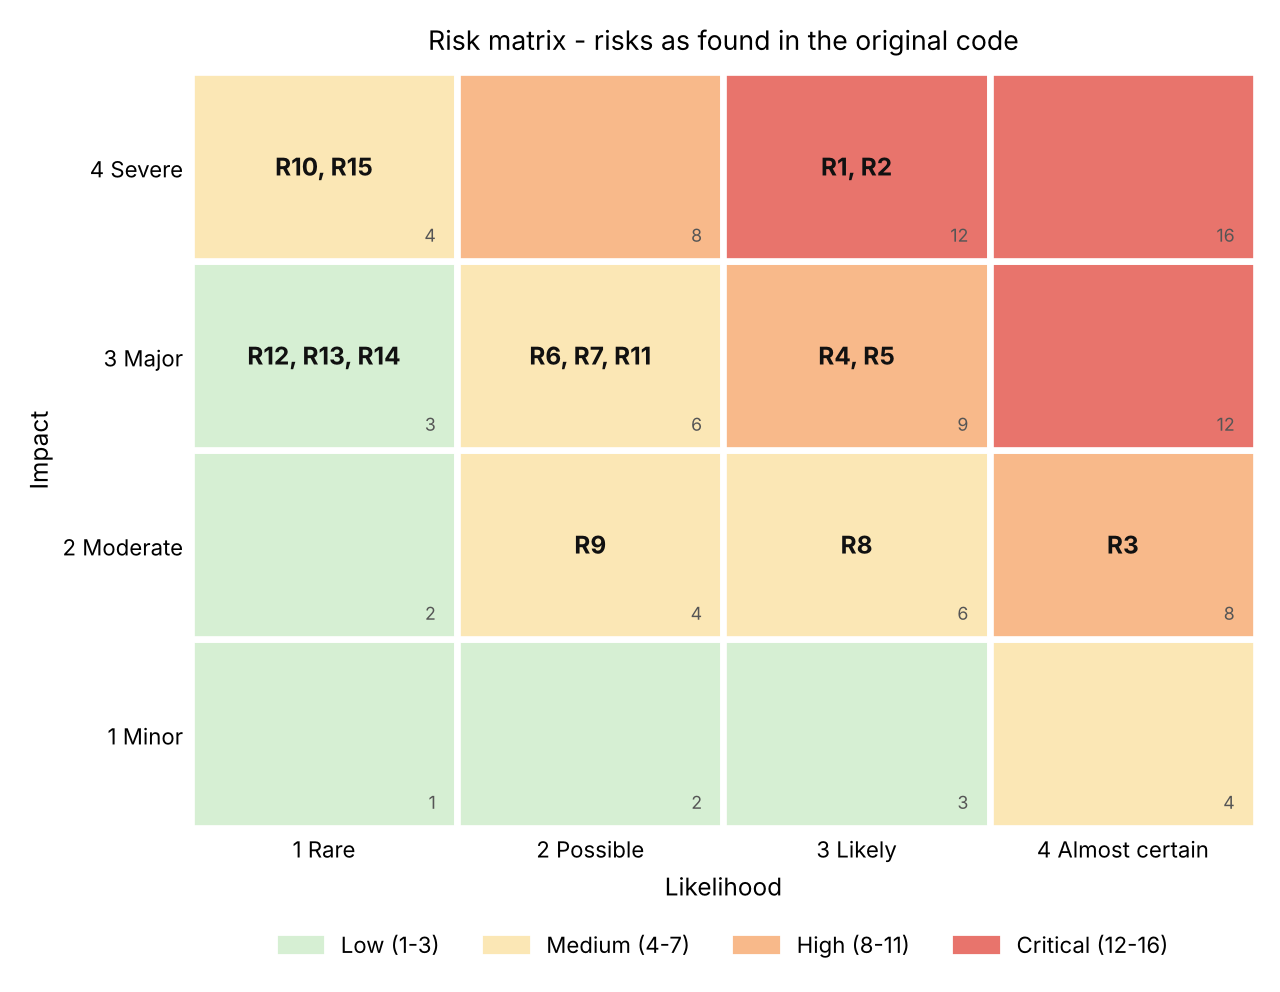 Risk matrix - risks as found in the original code
4 Severe
R10, R15
4
8
R1, R2
12
16
3 Major
R12, R13, R14
3
R6, R7, R11
6
R4, R5
9
12
Impact
2 Moderate
2
R9
4
R8
6
R3
8
1 Minor
1
2
3
4
1 Rare
2 Possible
3 Likely
4 Almost certain
Likelihood
Low (1-3)
Medium (4-7)
High (8-11)
Critical (12-16)